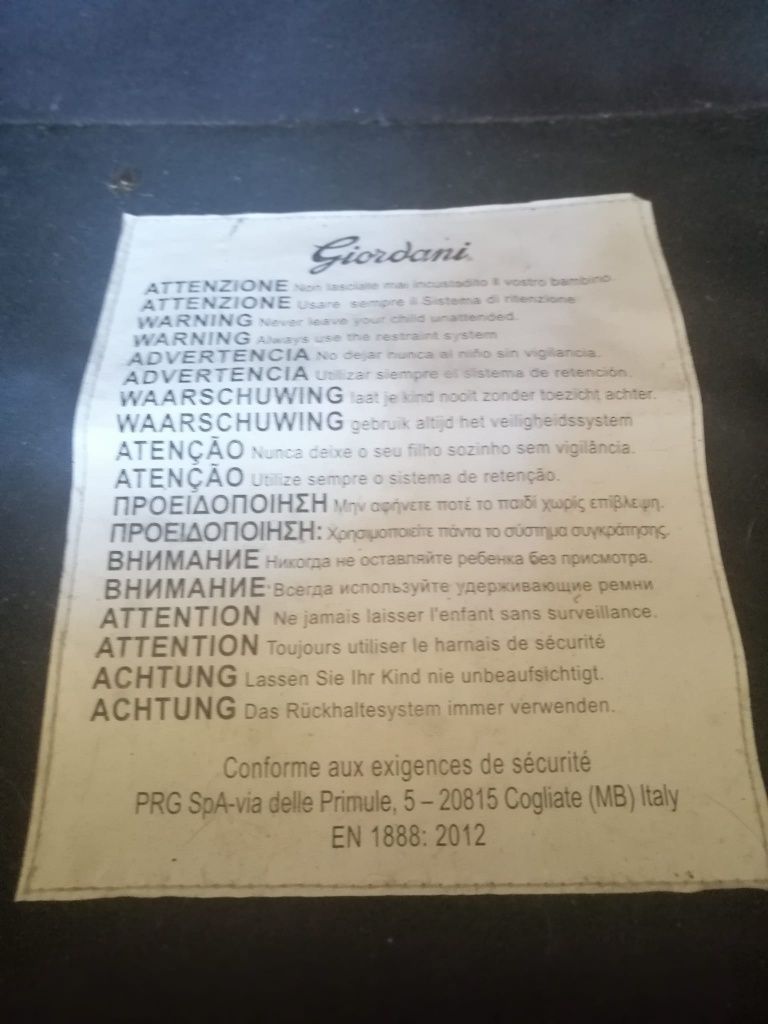 Giordani
ATTENZIONE Non lasciate mai incustodito il vostro bambino.
ATTENZIONE Usare sempre il Sistema di ritenzione
WARNING Never leave your child unattended.
WARNING Always use the restraint system
ADVERTENCIA No dejar nunca al niño sin vigilancia.
ADVERTENCIA Utilizar siempre el sistema de retención.
WAARSCHUWING laat je kind nooit zonder toezicht achter.
WAARSCHUWING gebruik altijd het veiligheidssystem
ATENÇÃO Nunca deixe o seu filho sozinho sem vigilância.
ATENÇÃO Utilize sempre o sistema de retenção.
ΠΡΟΕΙΔΟΠΟΙΗΣΗ Μην αφήνετε ποτέ το παιδί χωρίς επίβλεψη.
ΠΡΟΕΙΔΟΠΟΙΗΣΗ: Χρησιμοποιείτε πάντα το σύστημα συγκράτησης.
ВНИМАНИЕ Никогда не оставляйте ребенка без присмотра.
ВНИМАНИЕ Всегда используйте удерживающие ремни
ATTENTION Ne jamais laisser l'enfant sans surveillance.
ATTENTION Toujours utiliser le harnais de sécurité
ACHTUNG Lassen Sie Ihr Kind nie unbeaufsichtigt.
ACHTUNG Das Rückhaltesystem immer verwenden.
Conforme aux exigences de sécurité
PRG SpA-via delle Primule, 5 – 20815 Cogliate (MB) Italy
EN 1888: 2012